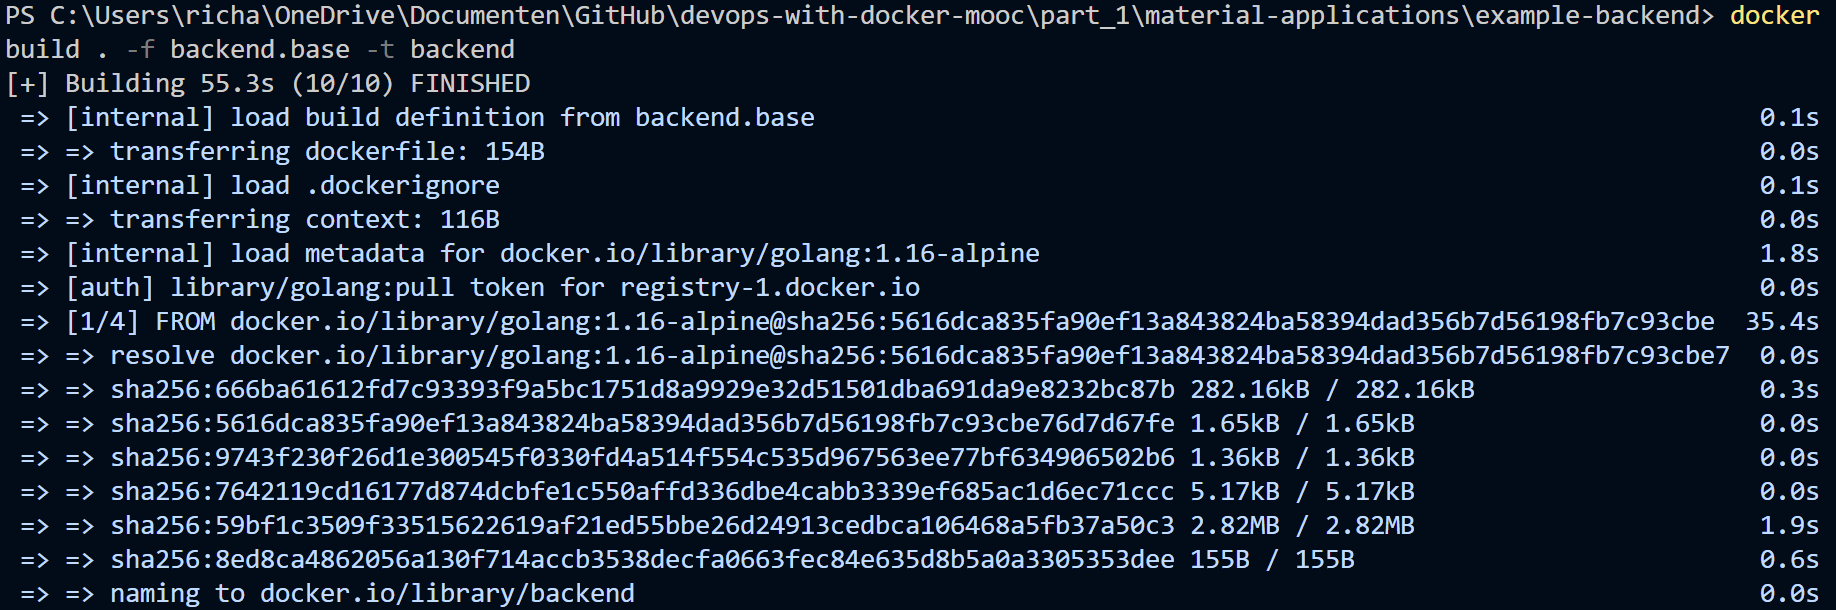 PS C:\Users\richa\OneDrive\Documenten\GitHub\devops-with-docker-mooc\part_1\material-applications\example-backend> docker
build . -f backend.base -t backend
[+] Building 55.3s (10/10) FINISHED
=> [internal] load build definition from backend.base 0.1s
=> => transferring dockerfile: 154B 0.0s
=> [internal] load .dockerignore 0.1s
=> => transferring context: 116B 0.0s
=> [internal] load metadata for docker.io/library/golang:1.16-alpine 1.8s
=> [auth] library/golang:pull token for registry-1.docker.io 0.0s
=> [1/4] FROM docker.io/library/golang:1.16-alpine@sha256:5616dca835fa90ef13a843824ba58394dad356b7d56198fb7c93cbe 35.4s
=> => resolve docker.io/library/golang:1.16-alpine@sha256:5616dca835fa90ef13a843824ba58394dad356b7d56198fb7c93cbe7 0.0s
=> => sha256:666ba61612fd7c93393f9a5bc1751d8a9929e32d51501dba691da9e8232bc87b 282.16kB / 282.16kB 0.3s
=> => sha256:5616dca835fa90ef13a843824ba58394dad356b7d56198fb7c93cbe76d7d67fe 1.65kB / 1.65kB 0.0s
=> => sha256:9743f230f26d1e300545f0330fd4a514f554c535d967563ee77bf634906502b6 1.36kB / 1.36kB 0.0s
=> => sha256:7642119cd16177d874dcbfe1c550affd336dbe4cabb3339ef685ac1d6ec71ccc 5.17kB / 5.17kB 0.0s
=> => sha256:59bf1c3509f33515622619af21ed55bbe26d24913cedbca106468a5fb37a50c3 2.82MB / 2.82MB 1.9s
=> => sha256:8ed8ca4862056a130f714accb3538decfa0663fec84e635d8b5a0a3305353dee 155B / 155B 0.6s
=> => naming to docker.io/library/backend 0.0s